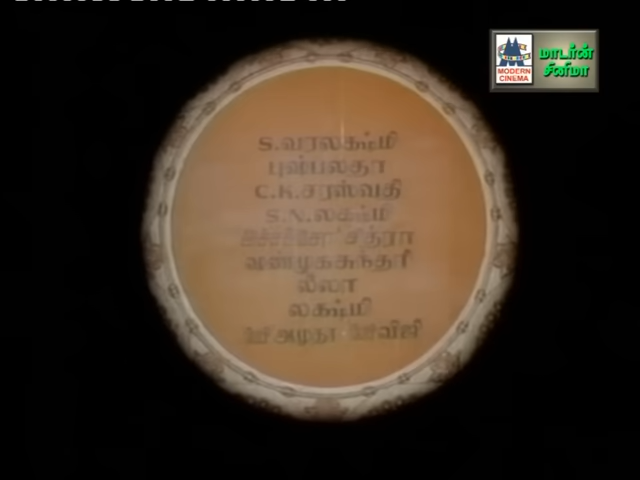 மாடர்ன்
சினிமா
MODERN
CINEMA
S.வரலக்ஷ்மி
புஷ்பலதா
C.K.சரஸ்வதி
S.N.லக்ஷ்மி
சித்ரா
ஷண்முகசுந்தரி
லீலா
லக்ஷ்மி
பேபி அமுதா பேபி விஜி